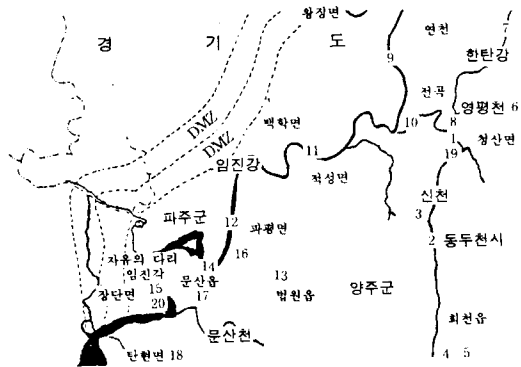 왕징면
연천
경 기 도
한탄강
9
전곡
DMZ
영평천 6
백학면
10
8
DMZ
1
청산면
11
임진강
19
적성면
신천
파주군
12
3
파평면
2
동두천시
자유의 다리
16
14
임진각
문산읍
13
15
양주군
장단면
17
법원읍
20
회천읍
문산천
탄현면 18
4 5